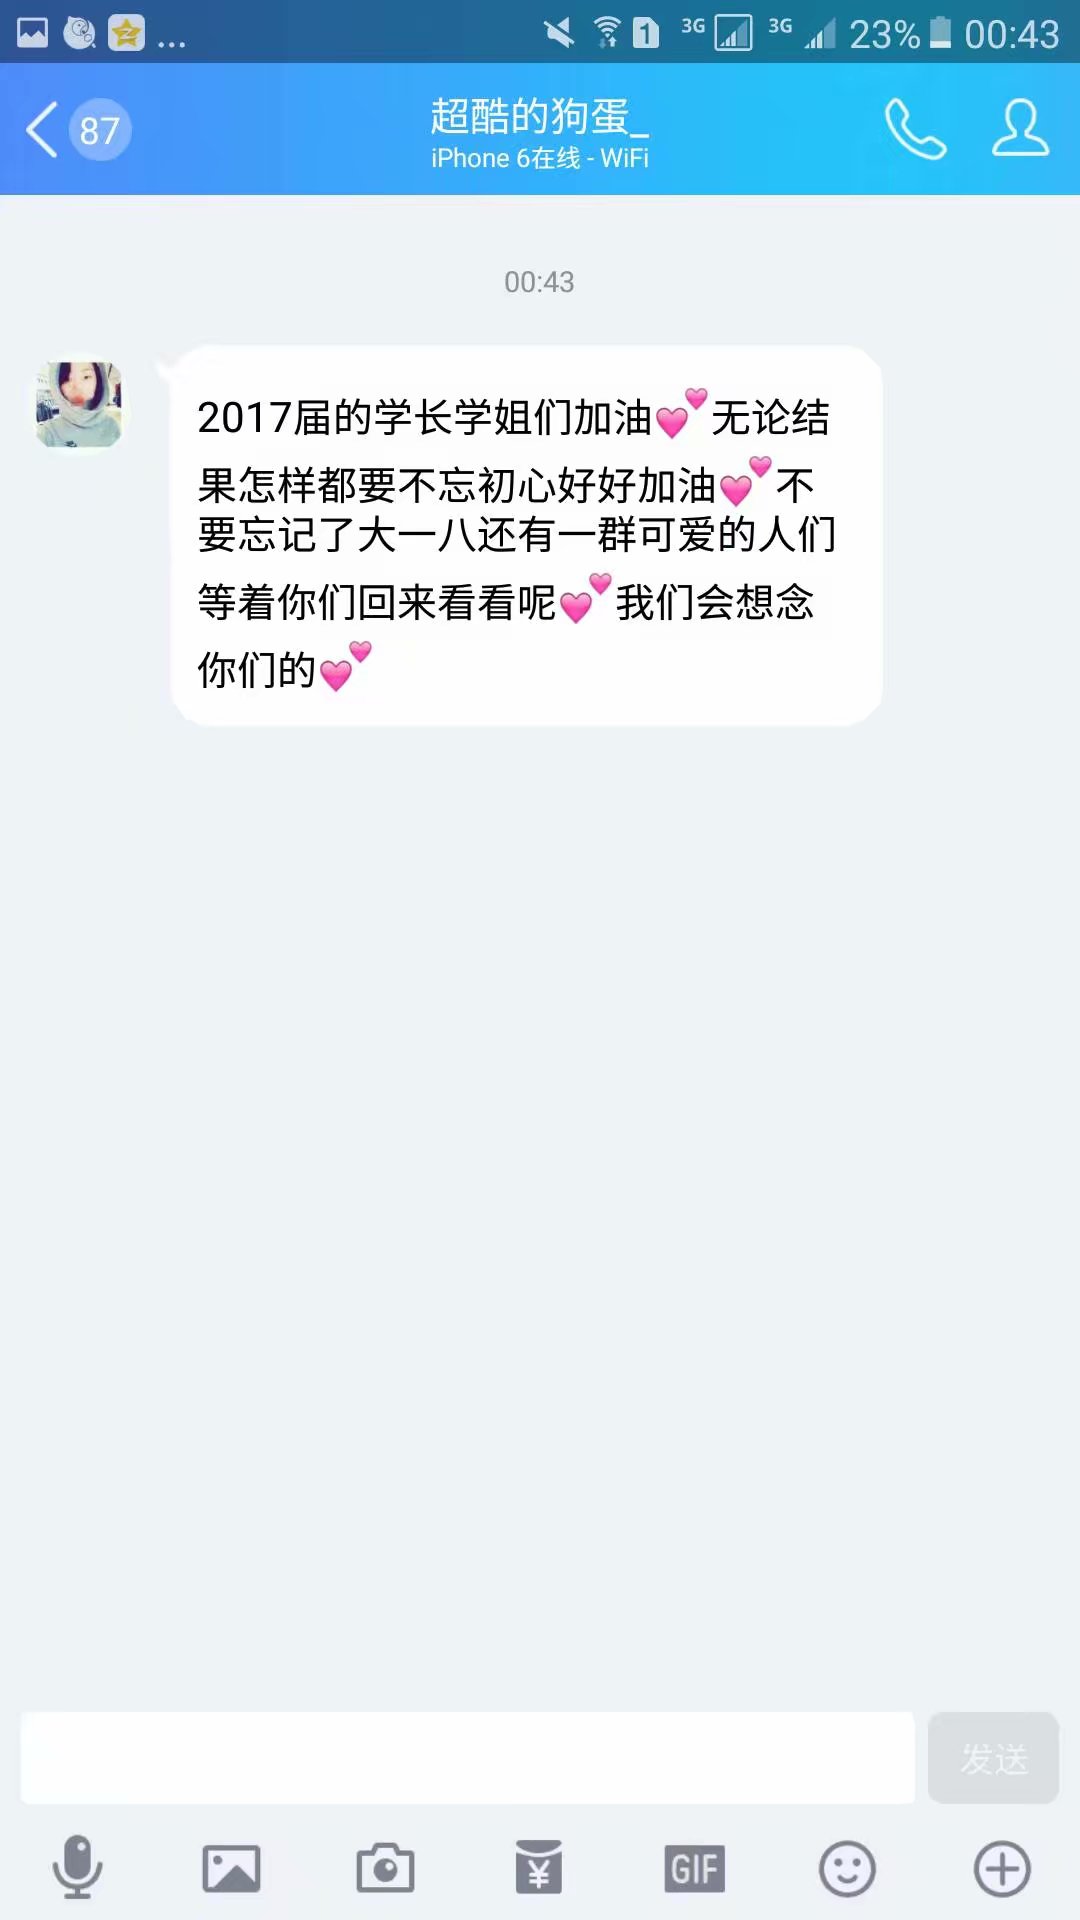 1 3G 3G 23% 00:43
87
超酷的狗蛋_
iPhone 6在线 - WiFi
00:43
2017届的学长学姐们加油💕无论结
果怎样都要不忘初心好好加油💕不
要忘记了大一八还有一群可爱的人们
等着你们回来看看呢💕我们会想念
你们的💕
发送
¥
GIF